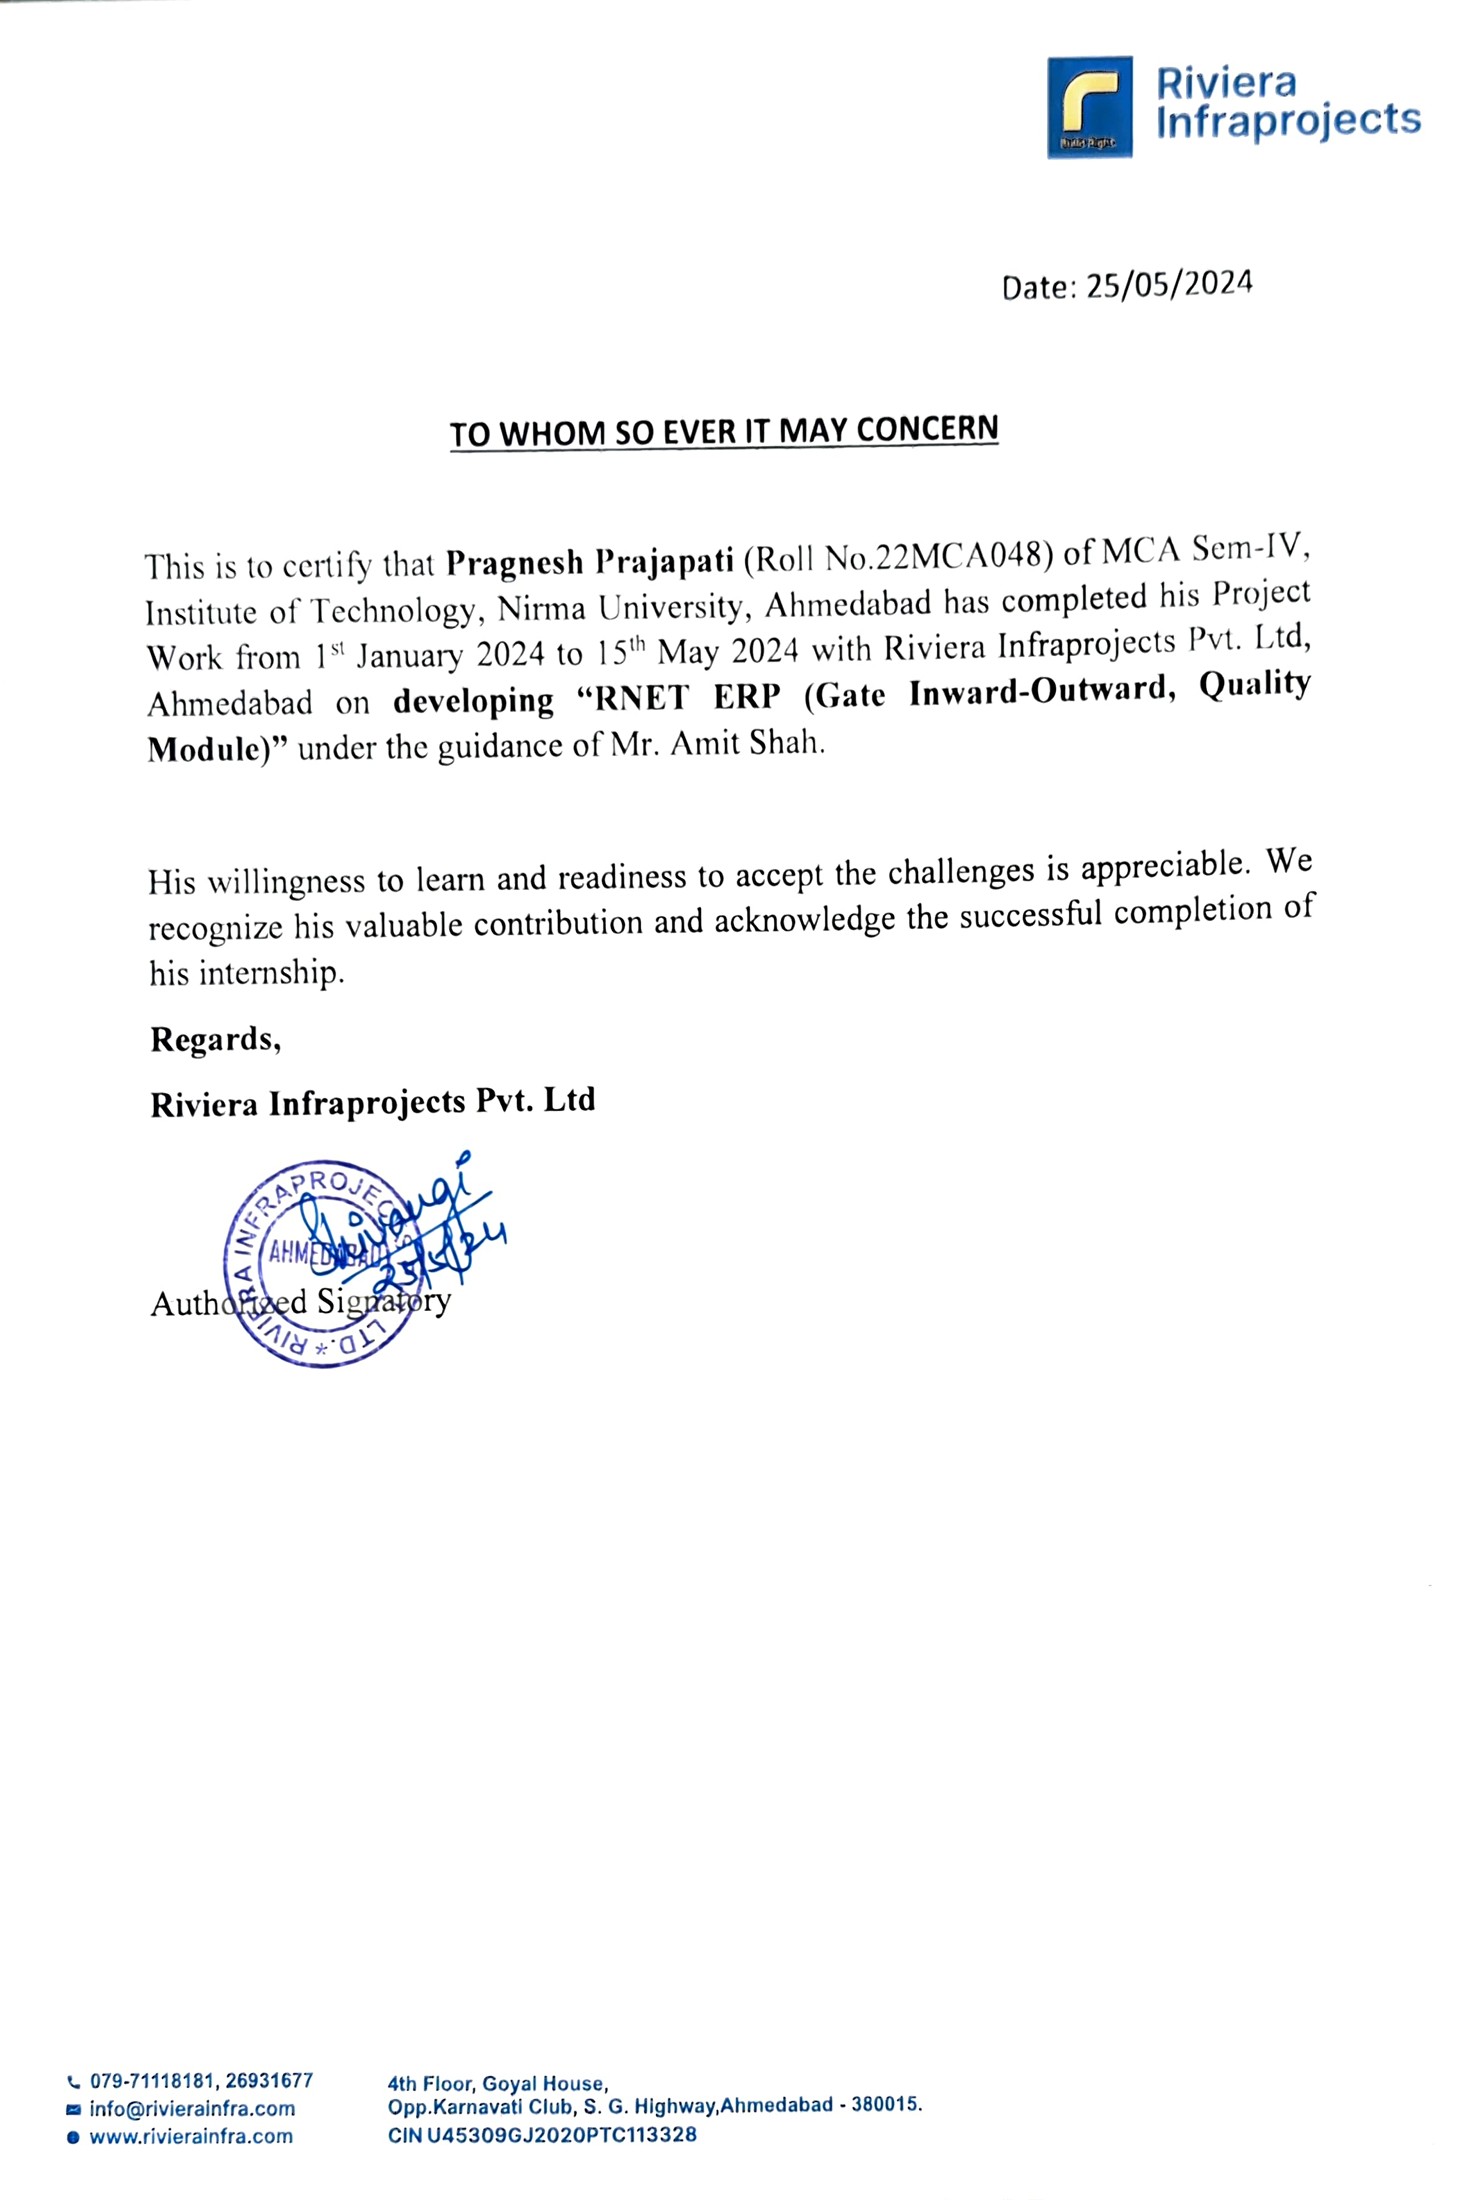 Riviera
Infraprojects
Date: 25/05/2024
TO WHOM SO EVER IT MAY CONCERN
This is to certify that Pragnesh Prajapati (Roll No.22MCA048) of MCA Sem-IV,
Institute of Technology, Nirma University, Ahmedabad has completed his Project
Work from 1st January 2024 to 15th May 2024 with Riviera Infraprojects Pvt. Ltd,
Ahmedabad on developing “RNET ERP (Gate Inward-Outward, Quality
Module)” under the guidance of Mr. Amit Shah.
His willingness to learn and readiness to accept the challenges is appreciable. We
recognize his valuable contribution and acknowledge the successful completion of
his internship.
Regards,
Riviera Infraprojects Pvt. Ltd
RIVIERA INFRAPROJECTS LTD. *
AHMEDABAD
Shivangi
25/5/24
Authorized Signatory
079-71118181, 26931677
info@rivierainfra.com
www.rivierainfra.com
4th Floor, Goyal House,
Opp.Karnavati Club, S. G. Highway,Ahmedabad - 380015.
CIN U45309GJ2020PTC113328